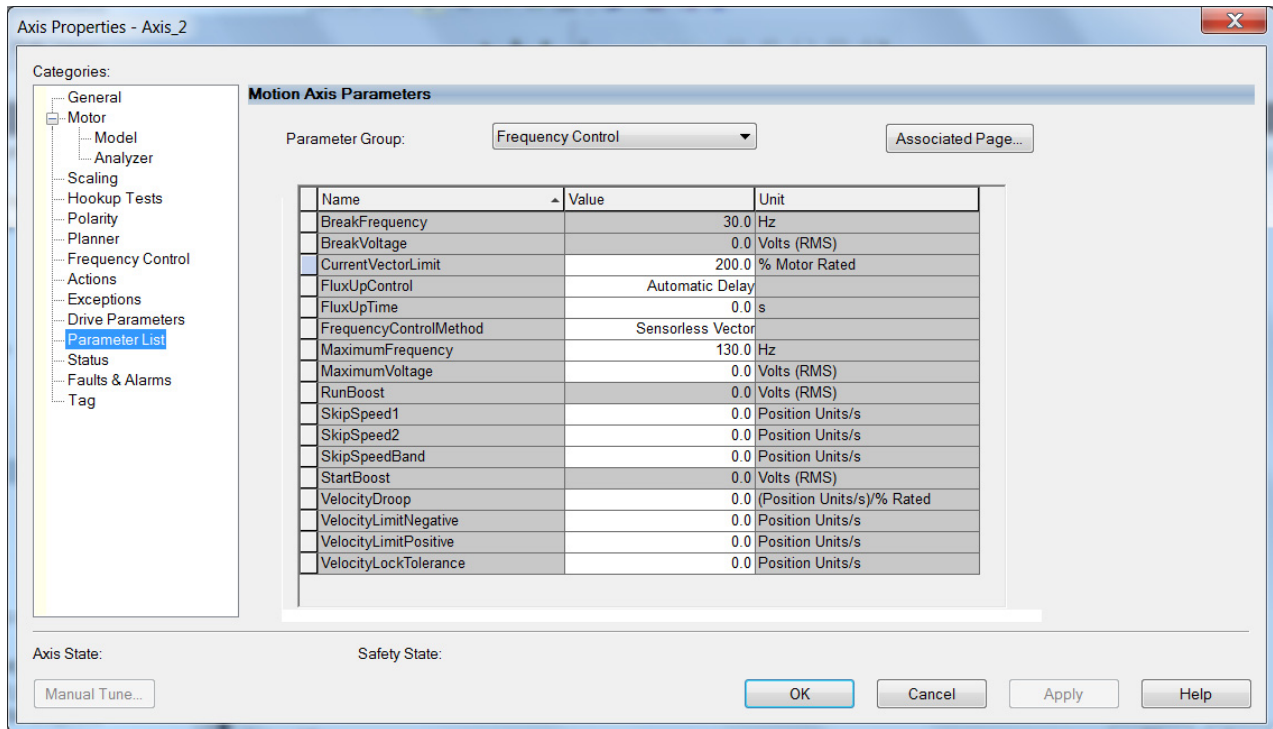 Axis Properties - Axis_2
X
Categories:
General
Motor
Model
Analyzer
Scaling
Hookup Tests
Polarity
Planner
Frequency Control
Actions
Exceptions
Drive Parameters
Parameter List
Status
Faults & Alarms
Tag
Motion Axis Parameters
Parameter Group: Frequency Control Associated Page...
Name Value Unit
BreakFrequency 30.0 Hz
BreakVoltage 0.0 Volts (RMS)
CurrentVectorLimit 200.0 % Motor Rated
FluxUpControl Automatic Delay
FluxUpTime 0.0 s
FrequencyControlMethod Sensorless Vector
MaximumFrequency 130.0 Hz
MaximumVoltage 0.0 Volts (RMS)
RunBoost 0.0 Volts (RMS)
SkipSpeed1 0.0 Position Units/s
SkipSpeed2 0.0 Position Units/s
SkipSpeedBand 0.0 Position Units/s
StartBoost 0.0 Volts (RMS)
VelocityDroop 0.0 (Position Units/s)/% Rated
VelocityLimitNegative 0.0 Position Units/s
VelocityLimitPositive 0.0 Position Units/s
VelocityLockTolerance 0.0 Position Units/s
Axis State: Safety State:
Manual Tune... OK Cancel Apply Help